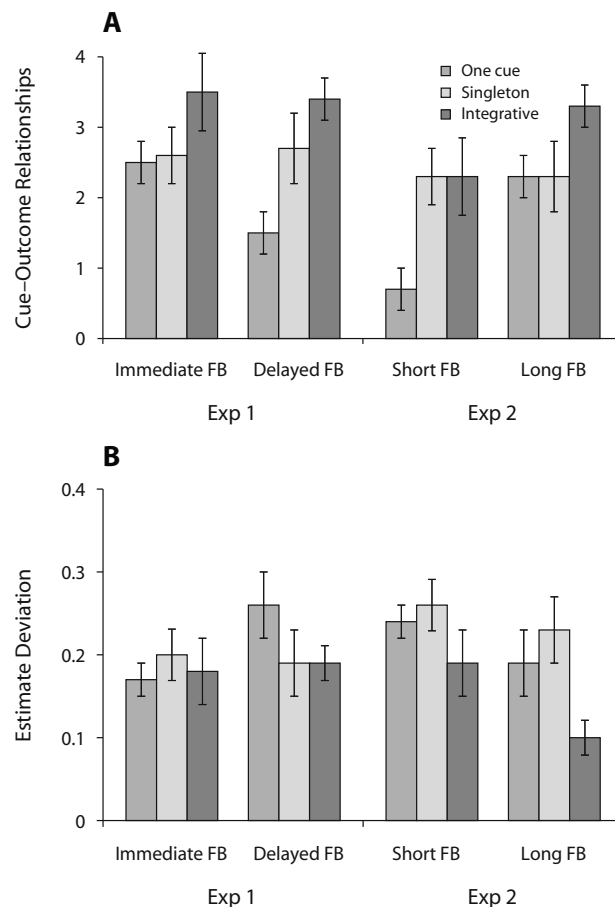 A
4
3
2
1
0
Cue–Outcome Relationships
One cue
Singleton
Integrative
Immediate FB Delayed FB Short FB Long FB
Exp 1 Exp 2
B
0.4
0.3
0.2
0.1
0
Estimate Deviation
Immediate FB Delayed FB Short FB Long FB
Exp 1 Exp 2